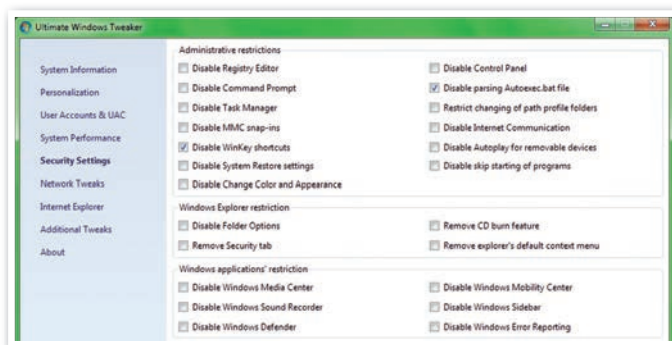 Ultimate Windows Tweaker
System Information
Personalization
User Accounts & UAC
System Performance
Security Settings
Network Tweaks
Internet Explorer
Additional Tweaks
About
Administrative restrictions
Disable Registry Editor
Disable Command Prompt
Disable Task Manager
Disable MMC snap-ins
Disable WinKey shortcuts
Disable System Restore settings
Disable Change Color and Appearance
Disable Control Panel
Disable parsing Autoexec.bat file
Restrict changing of path profile folders
Disable Internet Communication
Disable Autoplay for removable devices
Disable skip starting of programs
Windows Explorer restriction
Disable Folder Options
Remove Security tab
Remove CD burn feature
Remove explorer's default context menu
Windows applications' restriction
Disable Windows Media Center
Disable Windows Sound Recorder
Disable Windows Defender
Disable Windows Mobility Center
Disable Windows Sidebar
Disable Windows Error Reporting